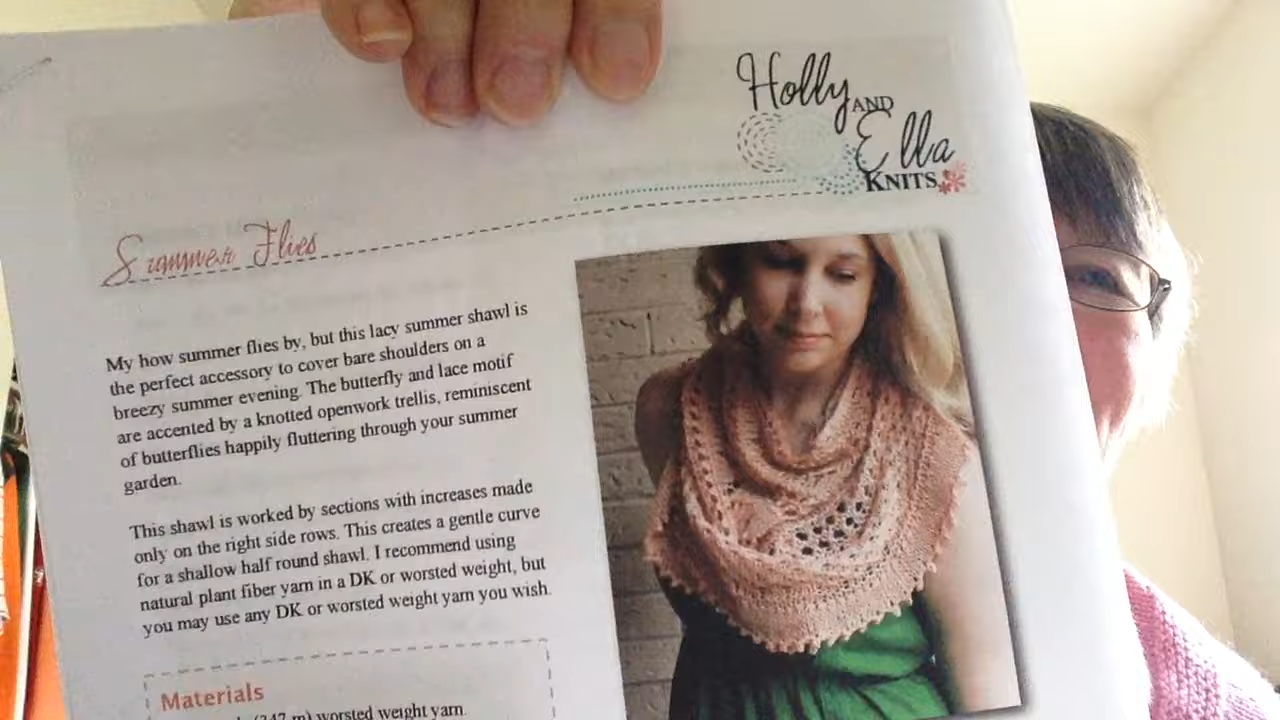 Holly AND
Ella
KNITS
Summer Flies
My how summer flies by, but this lacy summer shawl is
the perfect accessory to cover bare shoulders on a
breezy summer evening. The butterfly and lace motif
are accented by a knotted openwork trellis, reminiscent
of butterflies happily fluttering through your summer
garden.
This shawl is worked by sections with increases made
only on the right side rows. This creates a gentle curve
for a shallow half round shawl. I recommend using
natural plant fiber yarn in a DK or worsted weight, but
you may use any DK or worsted weight yarn you wish.
Materials
(347 m) worsted weight yarn.